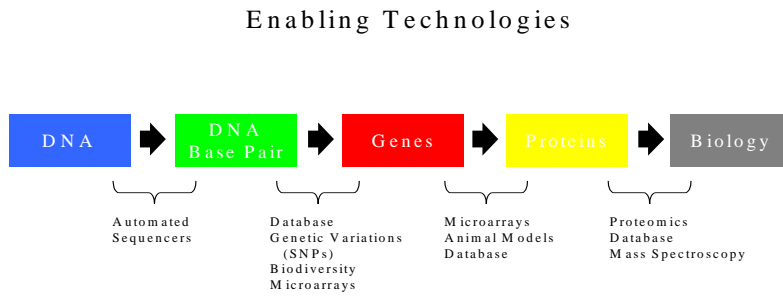 Enabling Technologies
DNA
DNA
Base Pair
Genes
Proteins
Biology
Automated
Sequencers
Database
Genetic Variations
(SNPs)
Biodiversity
Microarrays
Microarrays
Animal Models
Database
Proteomics
Database
Mass Spectroscopy